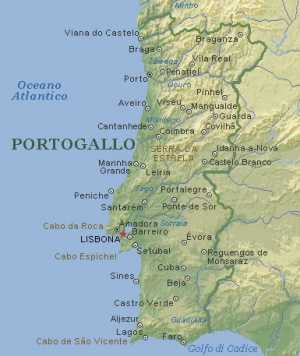 Viana do Castelo
Bragança
Braga
Vila Real
Tamega
Porto
Penafiel
Douro
Oceano
Atlantico
Pinhel
Aveiro
Viseu
Mangualde
Mondego
Guarda
Cantanhede
Coimbra
Covilhã
PORTOGALLO
SERRA DA
ESTRELA
Idanha-a-Nova
Marinha
Grande
Leiria
Castelo Branco
Peniche
Tago
Portalegre
Santarém
Ponte de Sor
Cabo da Roca
Amadora
Sorraia
LISBONA
Barreiro
Évora
Cabo Espichel
Setúbal
Reguengos de
Monsaraz
Sines
Cuba
Beja
Castro Verde
Aljezur
Guadiana
Lagos
Faro
Cabo de São Vicente
Golfo di Cadice